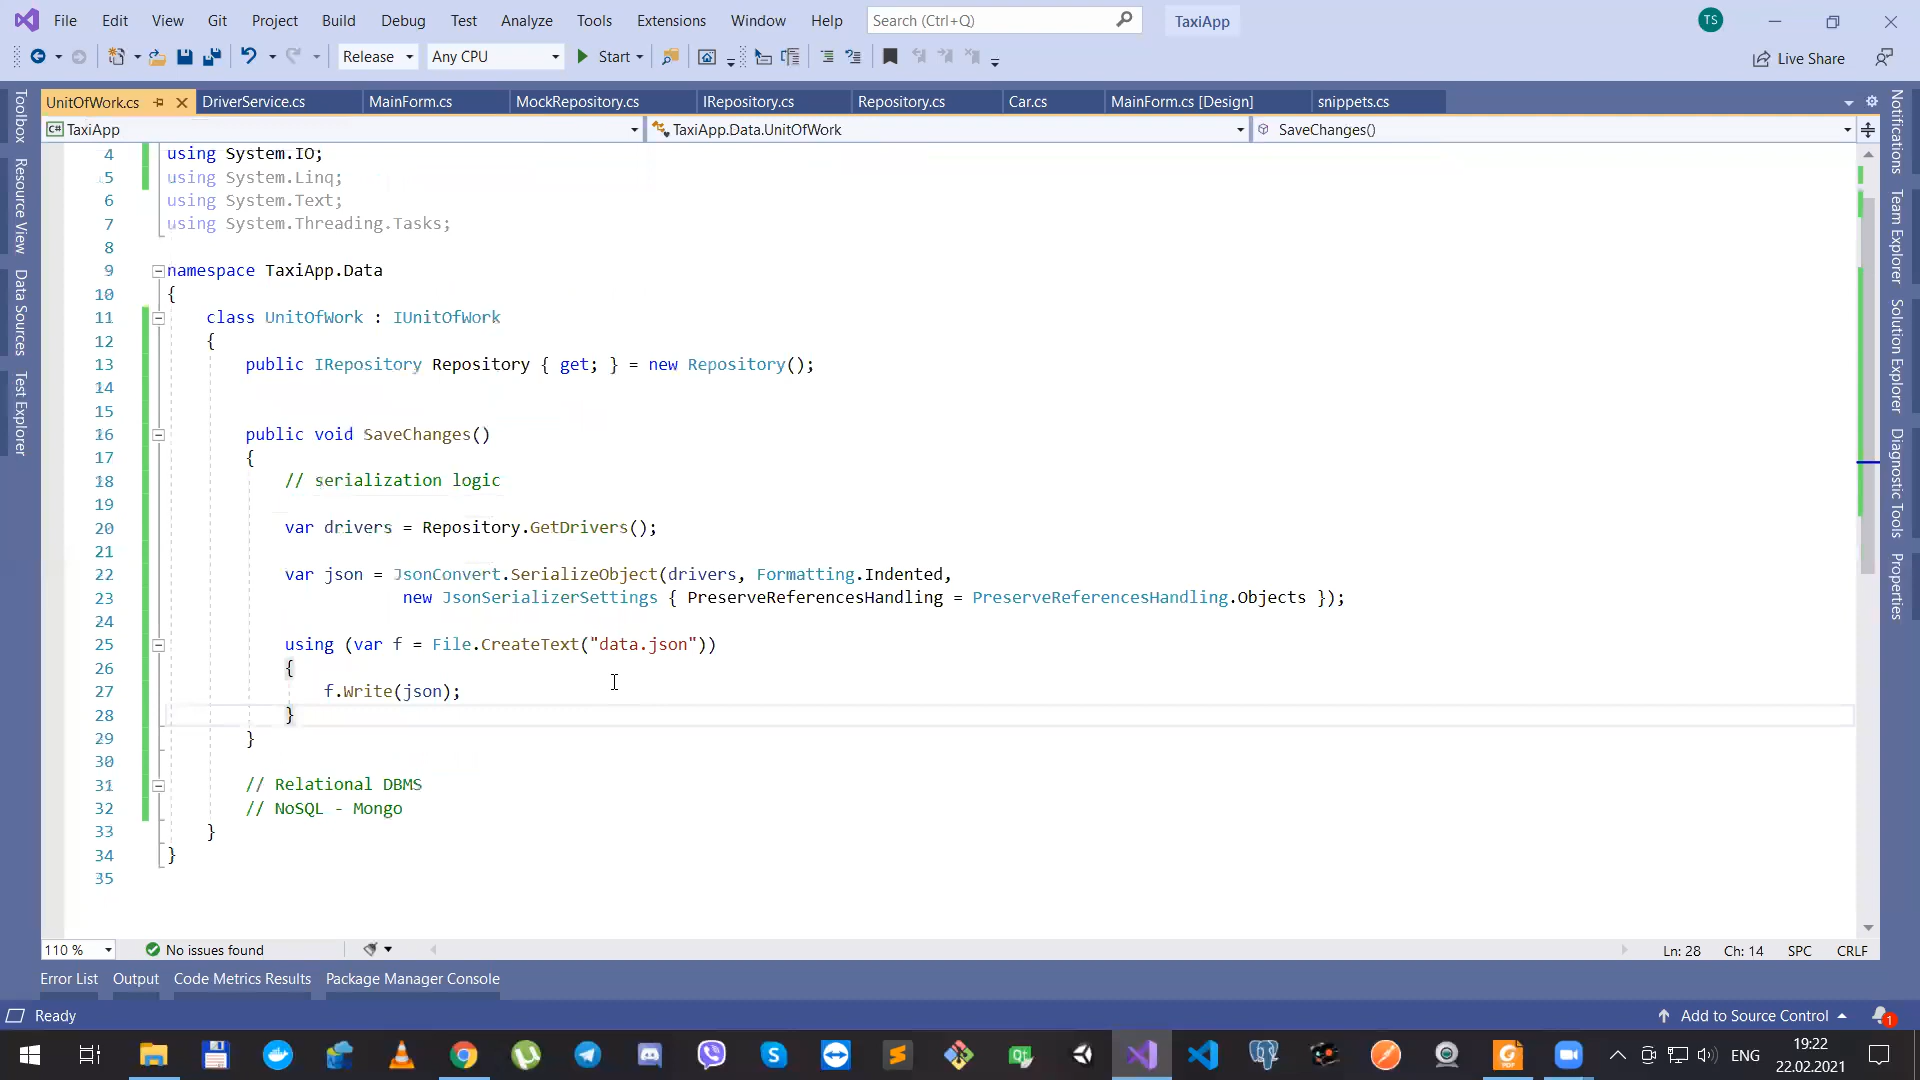 File Edit View Git Project Build Debug Test Analyze Tools Extensions Window Help Search (Ctrl+Q) TaxiApp TS
Release Any CPU Start Live Share
UnitOfWork.cs DriverService.cs MainForm.cs MockRepository.cs IRepository.cs Repository.cs Car.cs MainForm.cs [Design] snippets.cs
C# TaxiApp TaxiApp.Data.UnitOfWork SaveChanges()
Toolbox
Resource View
Data Sources
Test Explorer
4 using System.IO;
5 using System.Linq;
6 using System.Text;
7 using System.Threading.Tasks;
8
9 namespace TaxiApp.Data
10 {
11 class UnitOfWork : IUnitOfWork
12 {
13 public IRepository Repository { get; } = new Repository();
14
15
16 public void SaveChanges()
17 {
18 // serialization logic
19
20 var drivers = Repository.GetDrivers();
21
22 var json = JsonConvert.SerializeObject(drivers, Formatting.Indented,
23 new JsonSerializerSettings { PreserveReferencesHandling = PreserveReferencesHandling.Objects });
24
25 using (var f = File.CreateText("data.json"))
26 {
27 f.Write(json);
28 }
29 }
30
31 // Relational DBMS
32 // NoSQL - Mongo
33 }
34 }
35
Notifications
Team Explorer
Solution Explorer
Diagnostic Tools
Properties
110 % No issues found Ln: 28 Ch: 14 SPC CRLF
Error List Output Code Metrics Results Package Manager Console
Ready Add to Source Control 1
ENG 19:22
22.02.2021